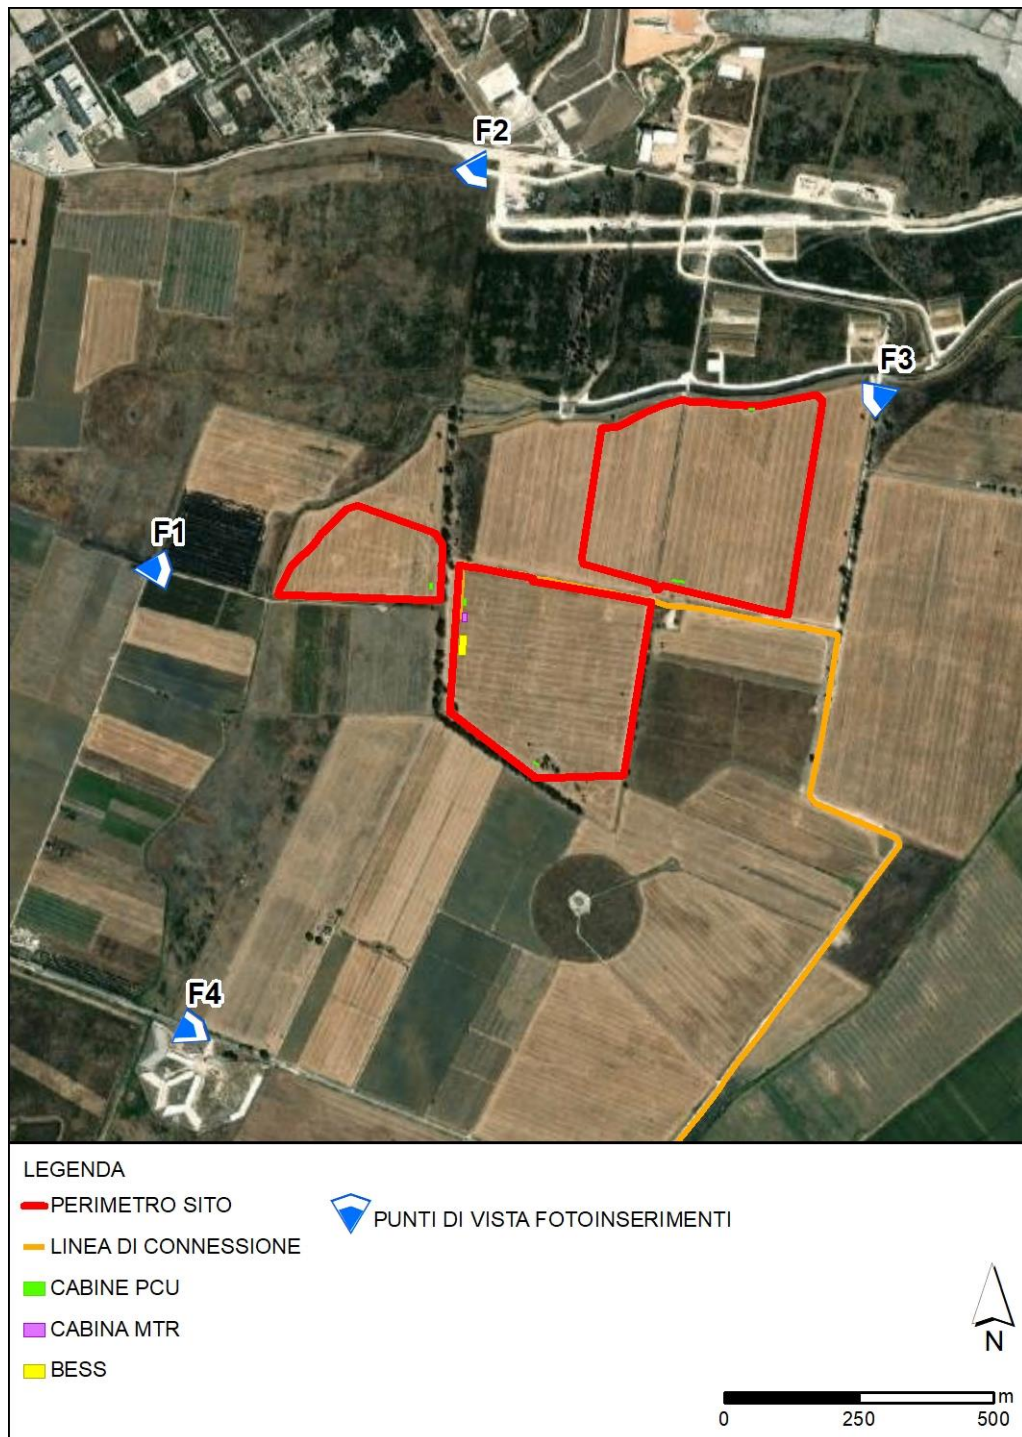 F2
F3
F1
F4
LEGENDA
PERIMETRO SITO
PUNTI DI VISTA FOTOINSERIMENTI
LINEA DI CONNESSIONE
CABINE PCU
CABINA MTR
BESS
N
m
0 250 500